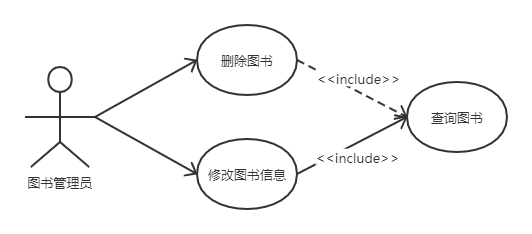 删除图书
<<include>>
查询图书
<<include>>
修改图书信息
图书管理员